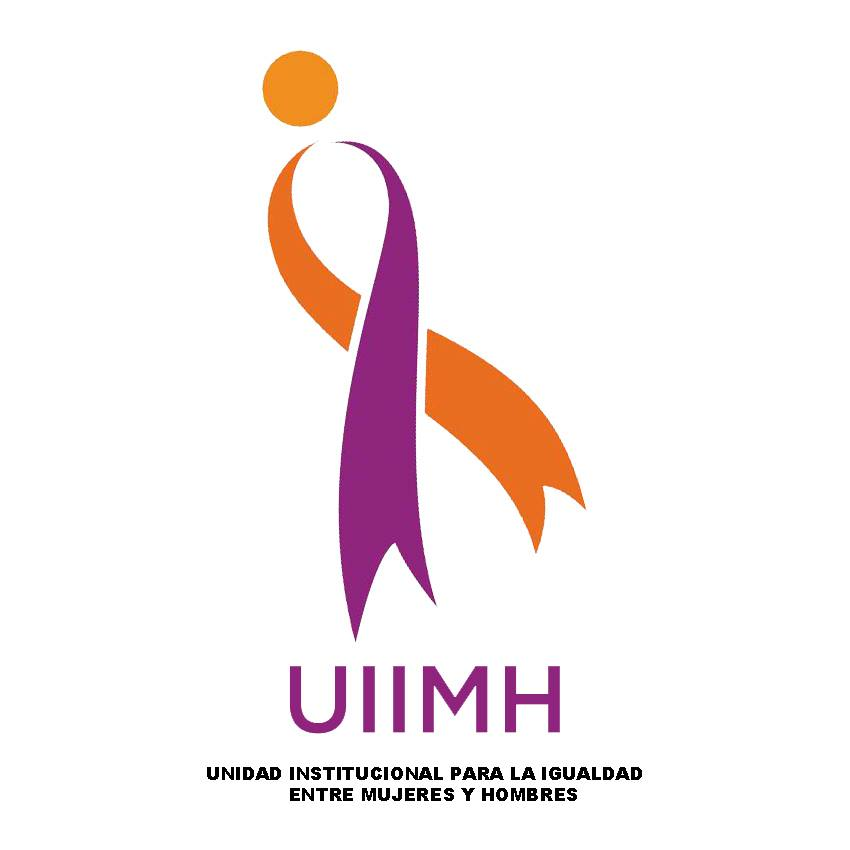 UIIMH
UNIDAD INSTITUCIONAL PARA LA IGUALDAD
ENTRE MUJERES Y HOMBRES